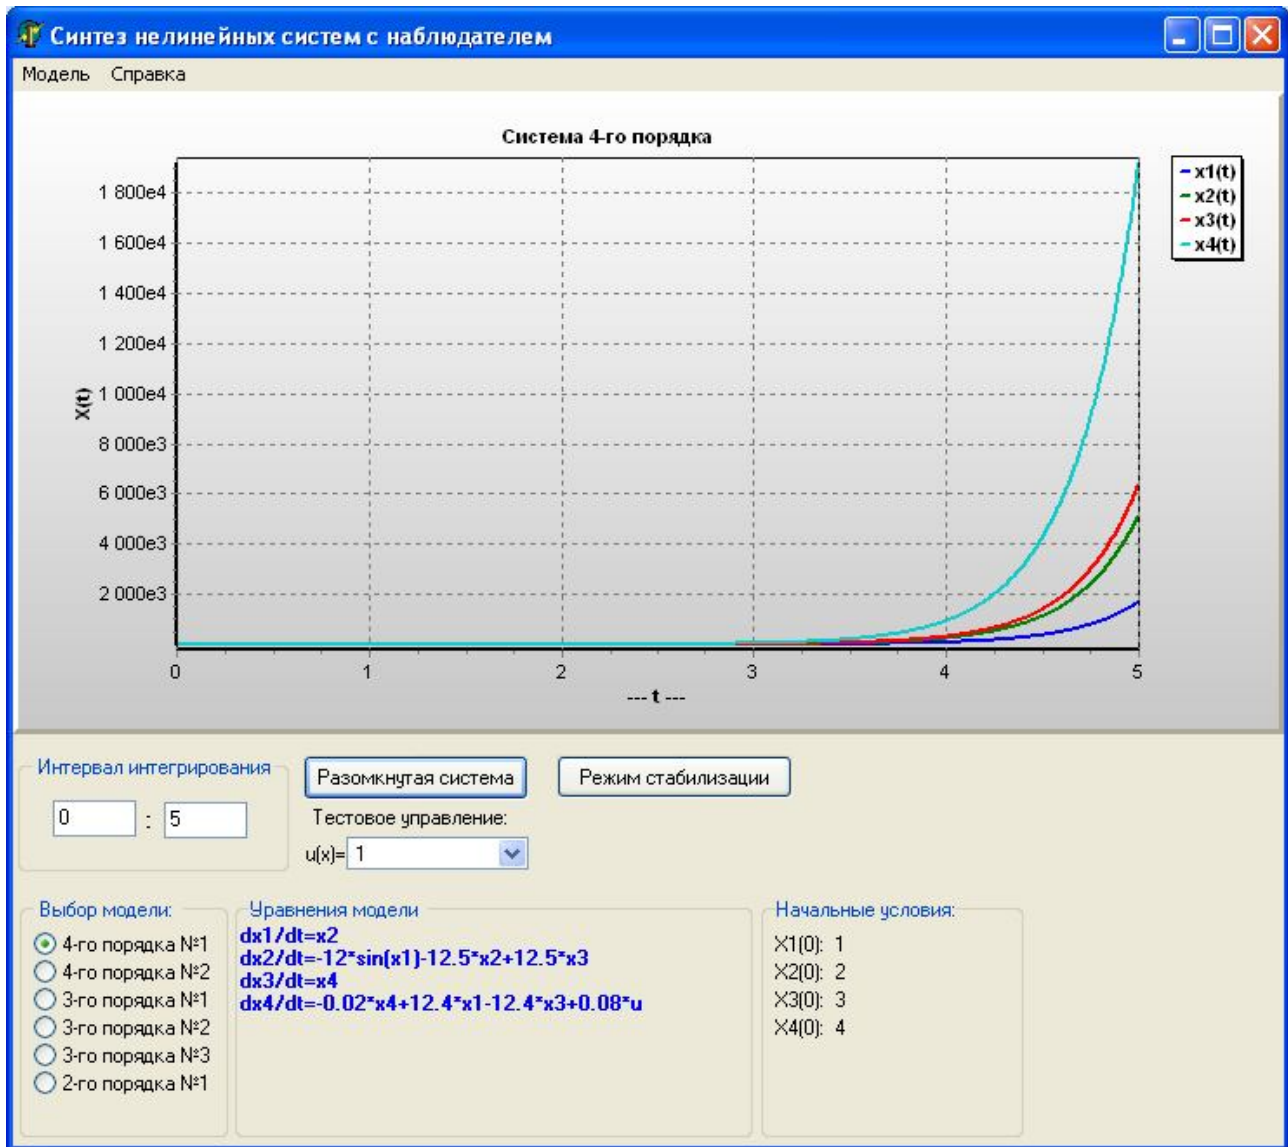 Синтез нелинейных систем с наблюдателем
Модель Справка
Система 4-го порядка
x1(t)
x2(t)
x3(t)
x4(t)
X(t)
1 800e4
1 600e4
1 400e4
1 200e4
1 000e4
8 000e3
6 000e3
4 000e3
2 000e3
0 1 2 3 4 5
--- t ---
Интервал интегрирования
0 : 5
Разомкнутая система
Режим стабилизации
Тестовое управление:
u(x)= 1
Выбор модели:
4-го порядка №1
4-го порядка №2
3-го порядка №1
3-го порядка №2
3-го порядка №3
2-го порядка №1
Уравнения модели
dx1/dt=x2
dx2/dt=-12*sin(x1)-12.5*x2+12.5*x3
dx3/dt=x4
dx4/dt=-0.02*x4+12.4*x1-12.4*x3+0.08*u
Начальные условия:
X1(0): 1
X2(0): 2
X3(0): 3
X4(0): 4